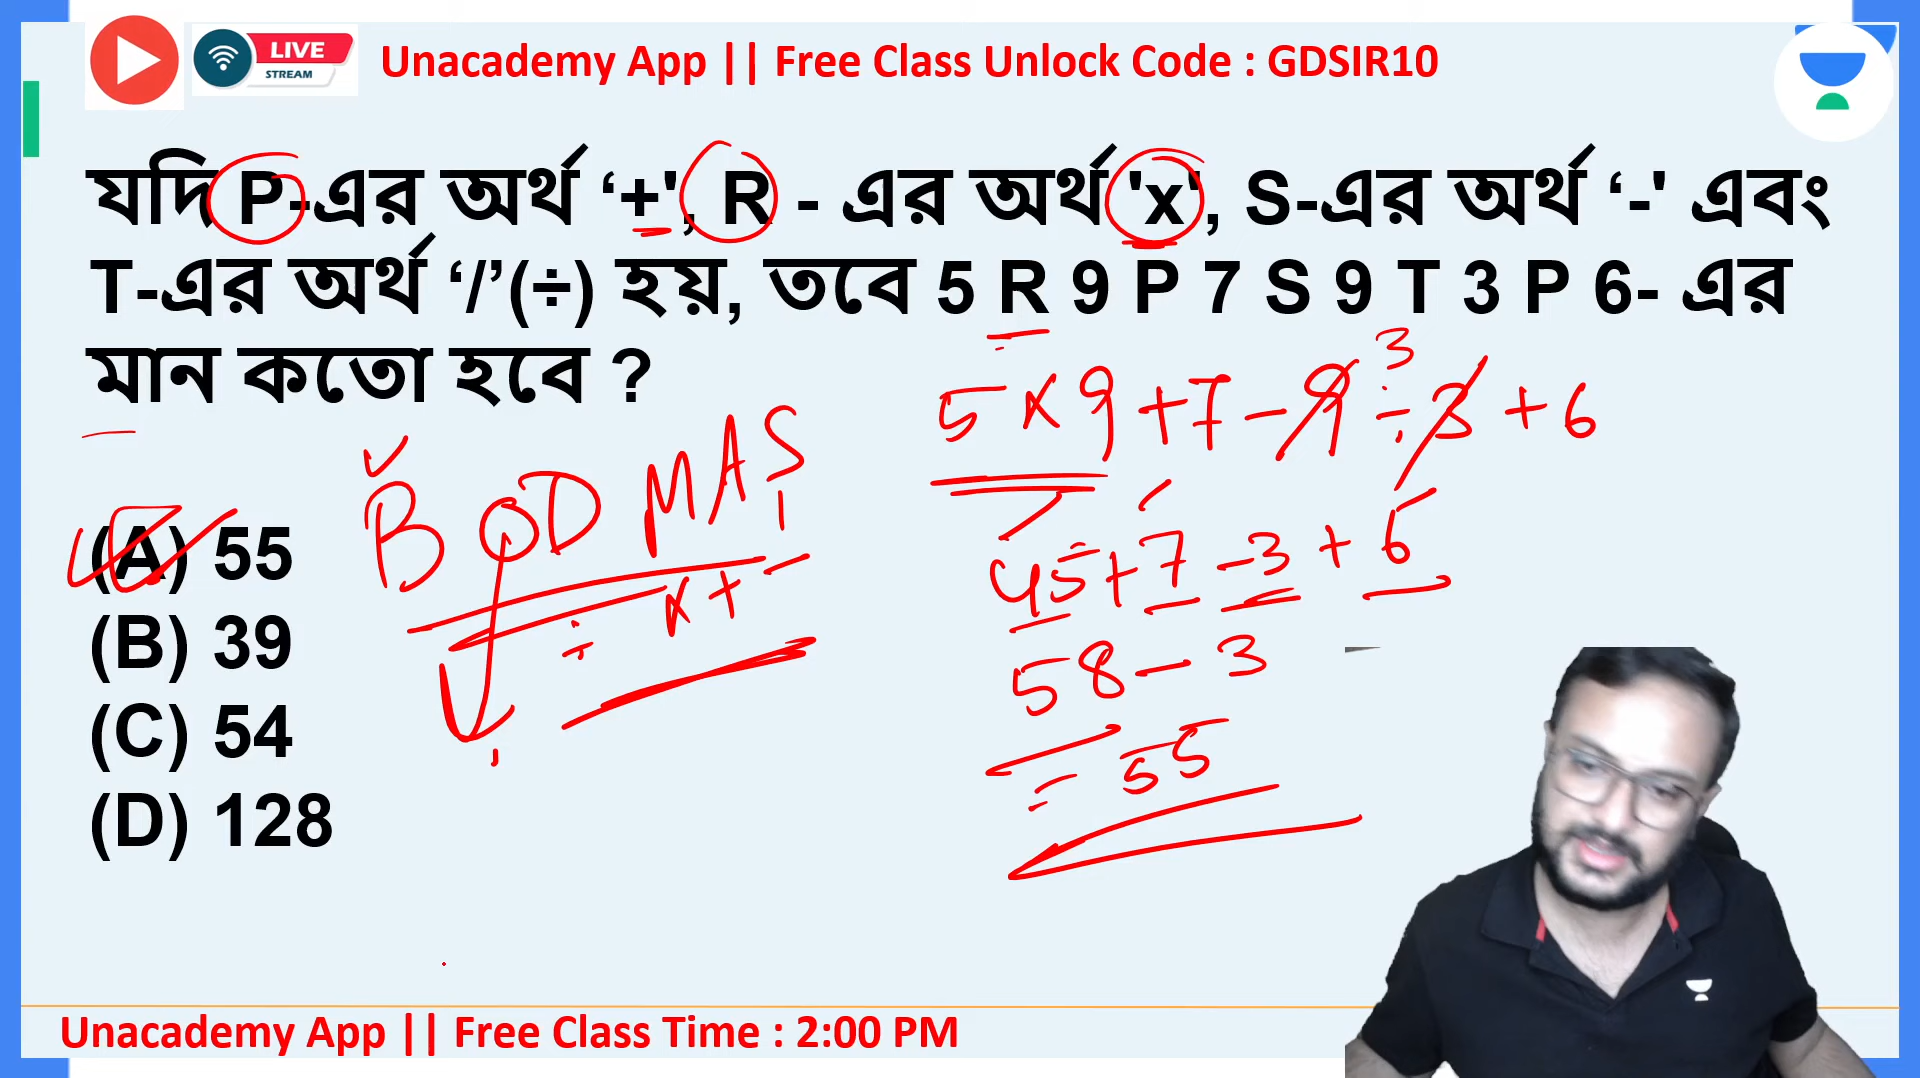 LIVE
STREAM
Unacademy App || Free Class Unlock Code : GDSIR10
যদি P-এর অর্থ ‘+', R - এর অর্থ 'x', S-এর অর্থ ‘-' এবং
T-এর অর্থ ‘/’(÷) হয়, তবে 5 R 9 P 7 S 9 T 3 P 6- এর
মান কতো হবে ?
3
5 × 9 + 7 - 9 ÷ 3 + 6
BODMAS
÷ × + -
45 + 7 - 3 + 6
58 - 3
= 55
(A) 55
(B) 39
(C) 54
(D) 128
Unacademy App || Free Class Time : 2:00 PM